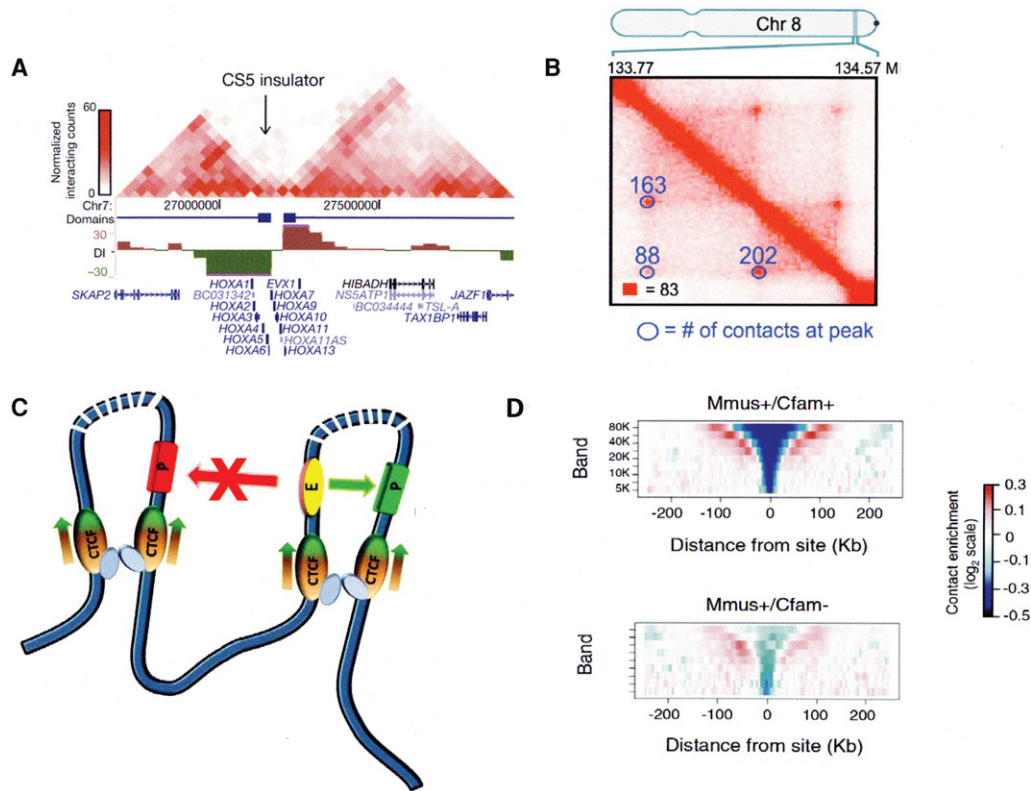 A
CS5 insulator
60
Normalized
interacting counts
0
Chr7:
27000000
27500000
Domains
30
DI
-30
SKAP2
HOXA1
EVX1
HIBADH
BC031342
HOXA7
NS5ATP1
JAZF1
HOXA2
HOXA9
BC034444
TSL-A
HOXA3
HOXA10
TAX1BP1
HOXA4
HOXA11
HOXA5
HOXA11AS
HOXA6
HOXA13
Chr 8
B
133.77
134.57 M
163
88
202
= 83
= # of contacts at peak
C
P
E
P
CTCF
CTCF
CTCF
CTCF
D
Mmus+/Cfam+
Band
80K
40K
20K
10K
5K
-200
-100
0
100
200
Distance from site (Kb)
Mmus+/Cfam-
Band
-200
-100
0
100
200
Distance from site (Kb)
Contact enrichment
(log2 scale)
0.3
0.1
0
-0.1
-0.3
-0.5